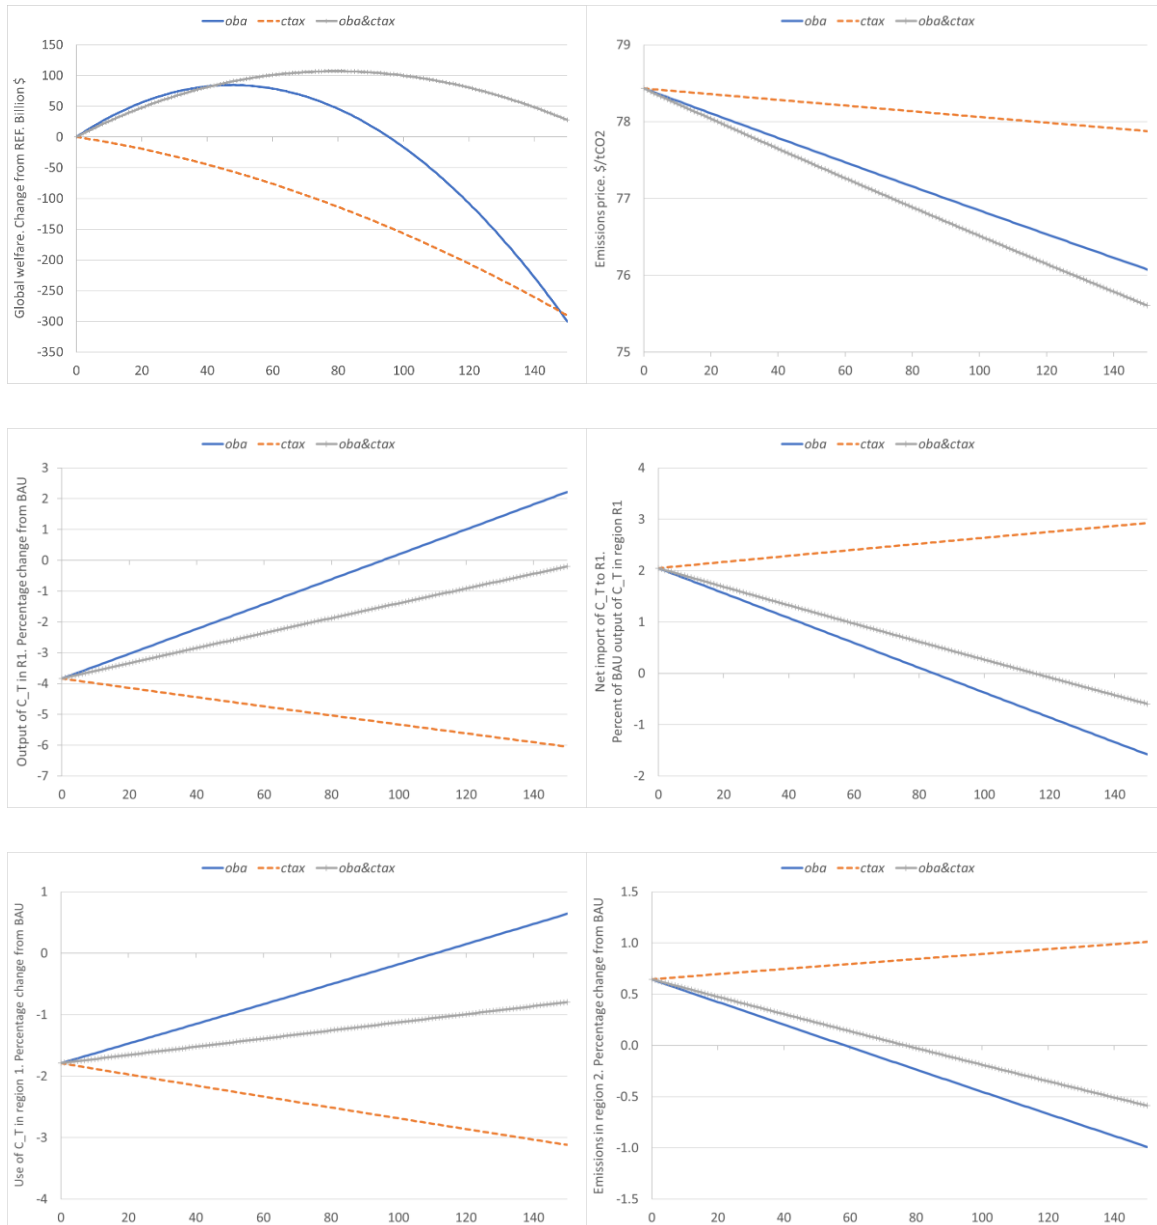 oba ctax oba&ctax
Global welfare. Change from REF. Billion $
150
100
50
0
-50
-100
-150
-200
-250
-300
-350
0 20 40 60 80 100 120 140
oba ctax oba&ctax
Emissions price. $/tCO2
79
78
77
76
75
0 20 40 60 80 100 120 140
oba ctax oba&ctax
Output of C_T in R1. Percentage change from BAU
3
2
1
0
-1
-2
-3
-4
-5
-6
-7
0 20 40 60 80 100 120 140
oba ctax oba&ctax
Net import of C_T to R1.
Percent of BAU output of C_T in region R1
4
3
2
1
0
-1
-2
0 20 40 60 80 100 120 140
oba ctax oba&ctax
Use of C_T in region 1. Percentage change from BAU
1
0
-1
-2
-3
-4
0 20 40 60 80 100 120 140
oba ctax oba&ctax
Emissions in region 2. Percentage change from BAU
1.5
1.0
0.5
0.0
-0.5
-1.0
-1.5
0 20 40 60 80 100 120 140